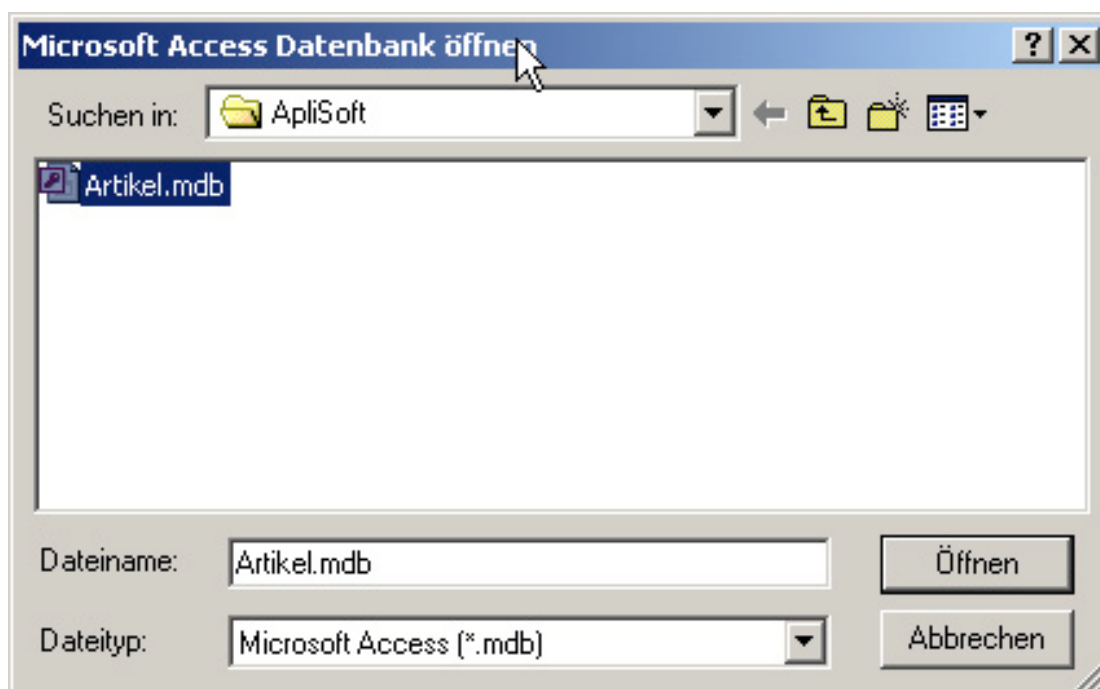 Microsoft Access Datenbank öffnen
Suchen in: ApliSoft
Artikel.mdb
Dateiname: Artikel.mdb Öffnen
Dateityp: Microsoft Access (*.mdb) Abbrechen